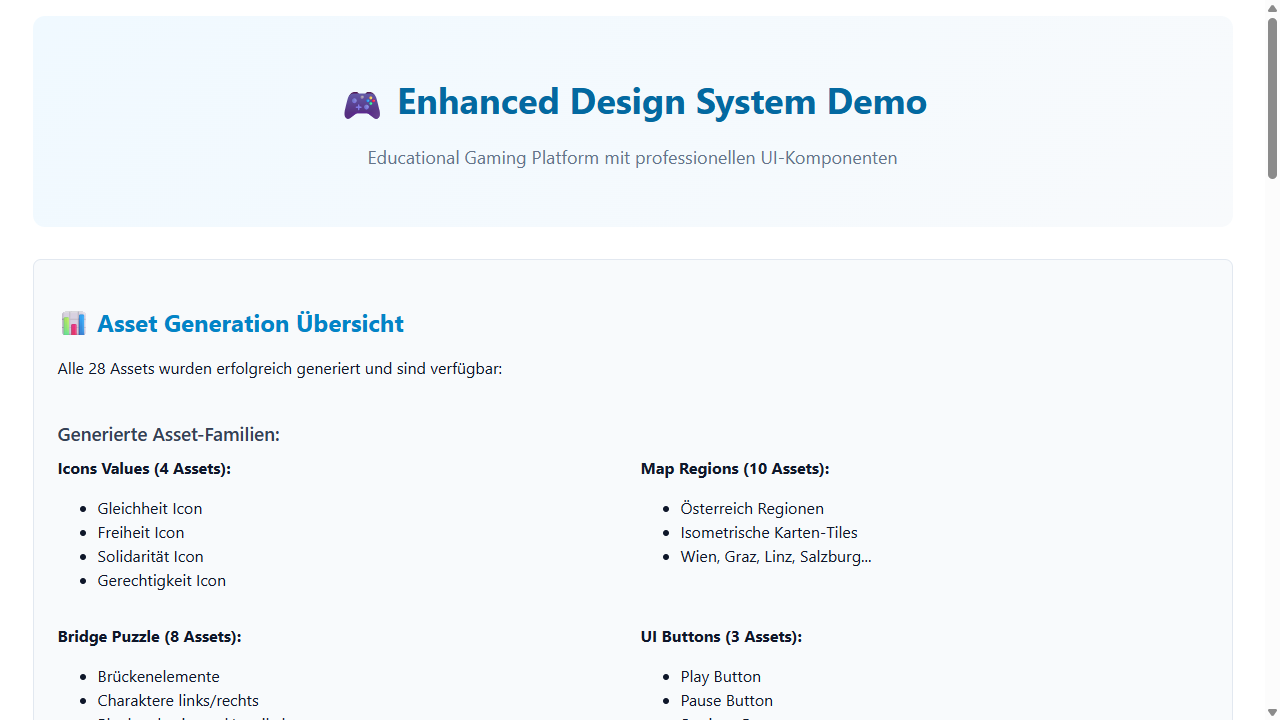 🎮 Enhanced Design System Demo
Educational Gaming Platform mit professionellen UI-Komponenten
📊 Asset Generation Übersicht
Alle 28 Assets wurden erfolgreich generiert und sind verfügbar:
Generierte Asset-Familien:
Icons Values (4 Assets):
• Gleichheit Icon
• Freiheit Icon
• Solidarität Icon
• Gerechtigkeit Icon
Map Regions (10 Assets):
• Österreich Regionen
• Isometrische Karten-Tiles
• Wien, Graz, Linz, Salzburg...
Bridge Puzzle (8 Assets):
• Brückenelemente
• Charaktere links/rechts
UI Buttons (3 Assets):
• Play Button
• Pause Button